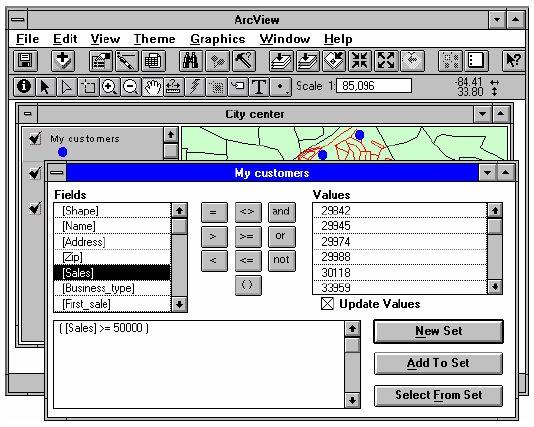 ArcView
File Edit View Theme Graphics Window Help
Scale 1: 85,096
-84.41
33.80
City center
My customers
My customers
Fields
[Shape]
[Name]
[Address]
[Zip]
[Sales]
[Business_type]
[First_sale]
= <> and
> >= or
< <= not
( )
Values
29842
29945
29974
29988
30118
33959
Update Values
( [Sales] >= 50000 )
New Set
Add To Set
Select From Set